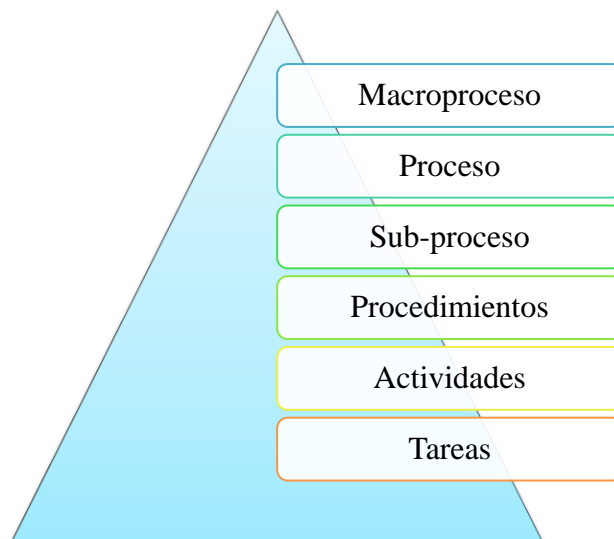 Macroproceso
Proceso
Sub-proceso
Procedimientos
Actividades
Tareas